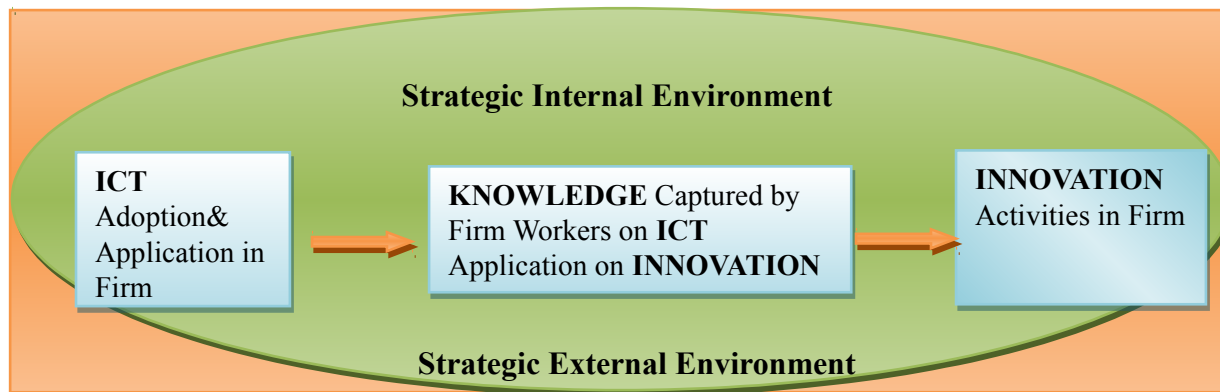 Strategic Internal Environment
ICT
Adoption&
Application in
Firm
KNOWLEDGE Captured by
Firm Workers on ICT
Application on INNOVATION
INNOVATION
Activities in Firm
Strategic External Environment